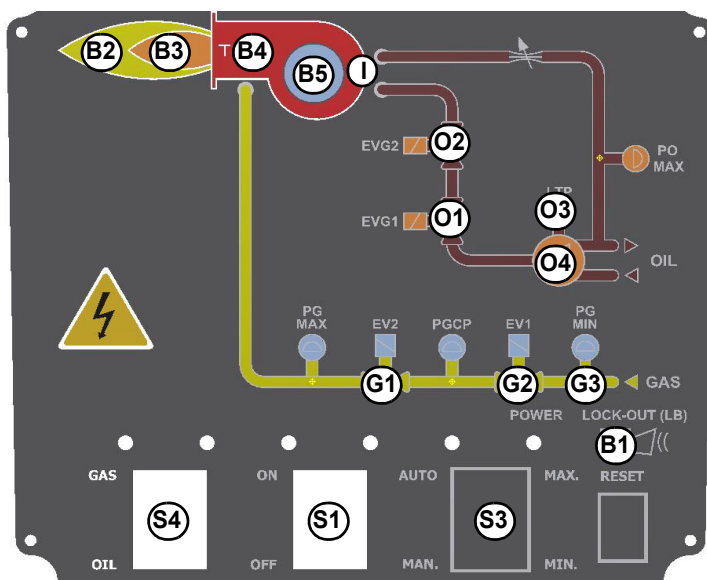 B2
B3
T
B4
B5
I
EVG2
O2
PO
MAX
LTP
O3
EVG1
O1
O4
OIL
PG
MAX
EV2
PGCP
EV1
PG
MIN
G1
G2
G3
GAS
POWER
LOCK-OUT (LB)
B1
GAS
ON
AUTO
MAX.
RESET
S4
S1
S3
OIL
OFF
MAN.
MIN.